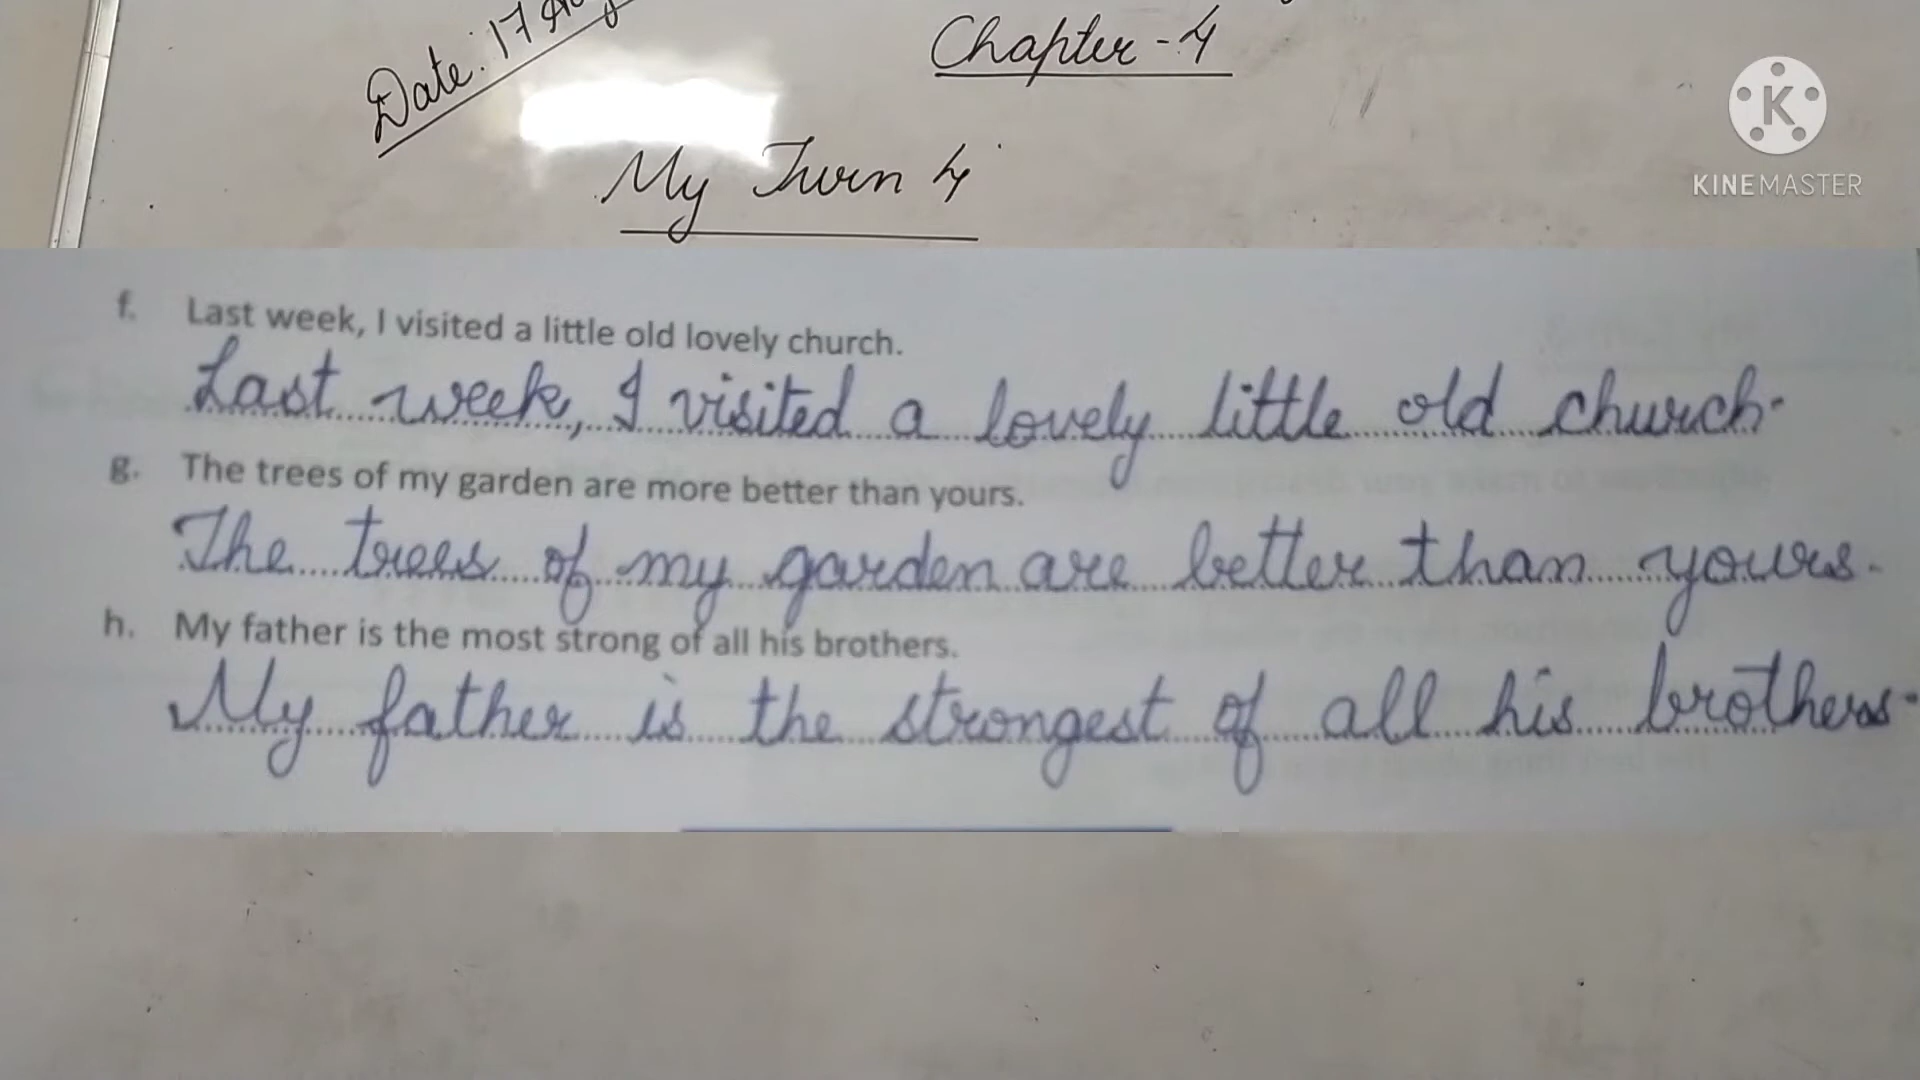 Date: 17 Aug
Chapter - 4
KINEMASTER
My Turn 4
f. Last week, I visited a little old lovely church.
Last week, I visited a lovely little old church.
g. The trees of my garden are more better than yours.
The trees of my garden are better than yours.
h. My father is the most strong of all his brothers.
My father is the strongest of all his brothers.